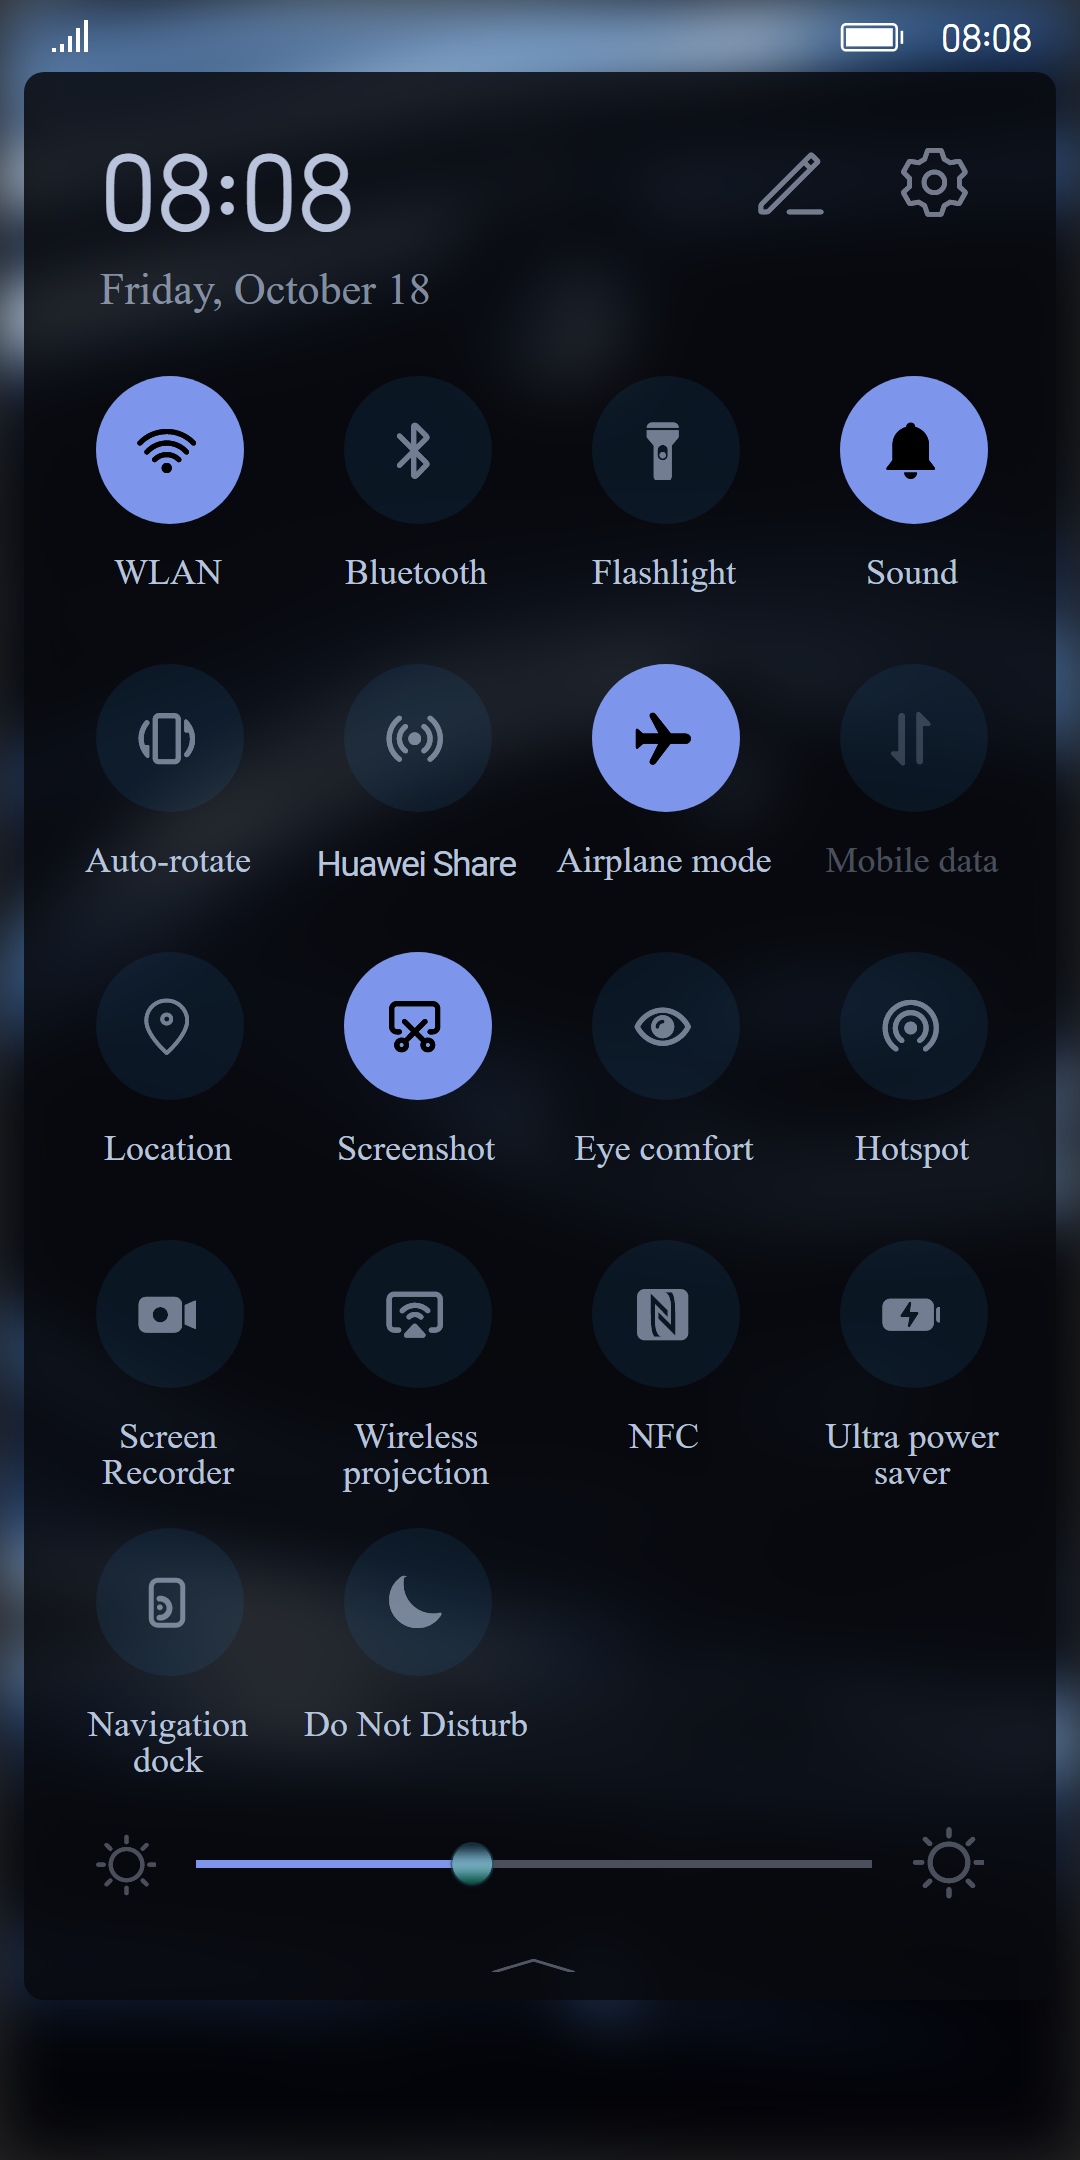 08:08
08:08
Friday, October 18
WLAN Bluetooth Flashlight Sound
Auto-rotate Huawei Share Airplane mode Mobile data
Location Screenshot Eye comfort Hotspot
Screen Recorder Wireless projection NFC Ultra power saver
Navigation dock Do Not Disturb